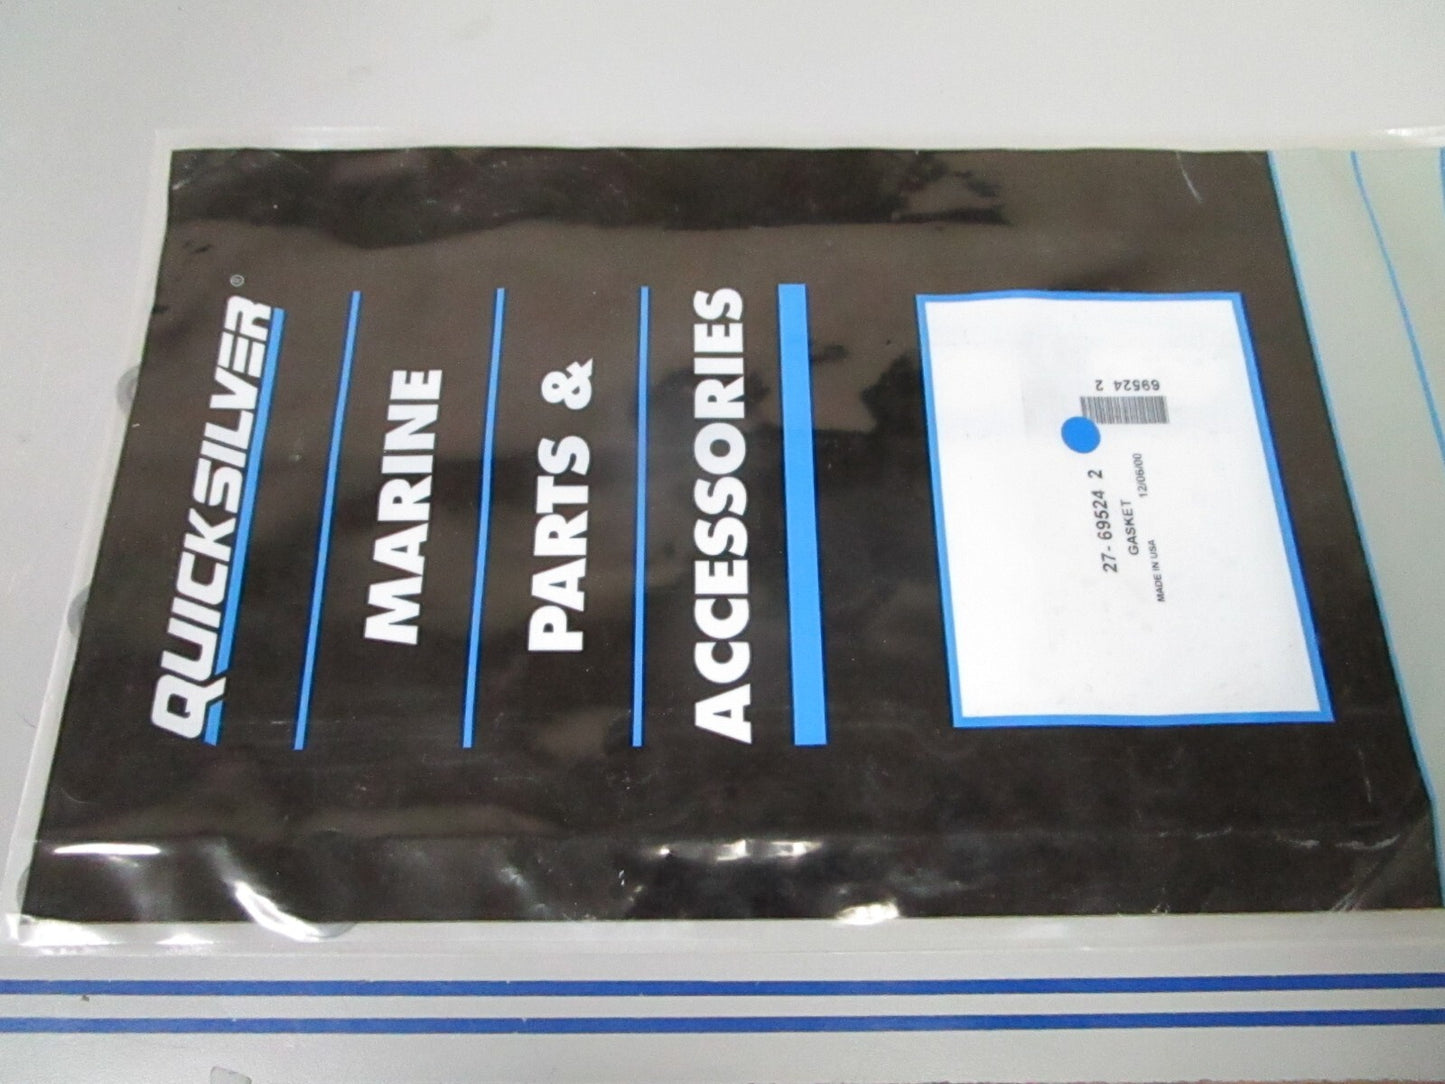 QUICKSILVER®
MARINE
PARTS &
ACCESSORIES
69524 2
27- 69524 2
GASKET 12/06/00
MADE IN USA